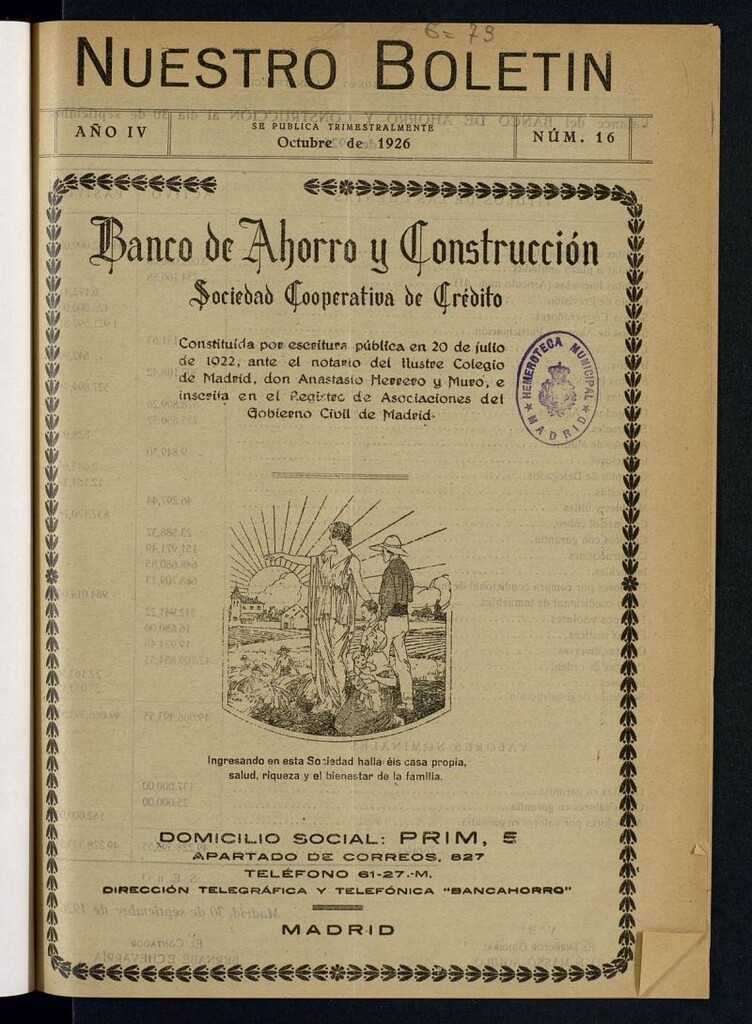 6= 79
NUESTRO BOLETIN
AÑO IV
SE PUBLICA TRIMESTRALMENTE
Octubre de 1926
NÚM. 16
Banco de Ahorro y Construcción
Sociedad Cooperativa de Crédito
Constituída por escritura pública en 20 de julio
de 1922, ante el notario del Ilustre Colegio
de Madrid, don Anastasio Herrero y Muro, e
inscrita en el Registro de Asociaciones del
Gobierno Civil de Madrid-
HEMEROTECA MUNICIPAL
MADRID
Ingresando en esta Sociedad hallaréis casa propia,
salud, riqueza y el bienestar de la familia.
DOMICILIO SOCIAL: PRIM, 5
APARTADO DE CORREOS, 827
TELÉFONO 61-27.-M.
DIRECCIÓN TELEGRÁFICA Y TELEFÓNICA "BANCAHORRO"
MADRID